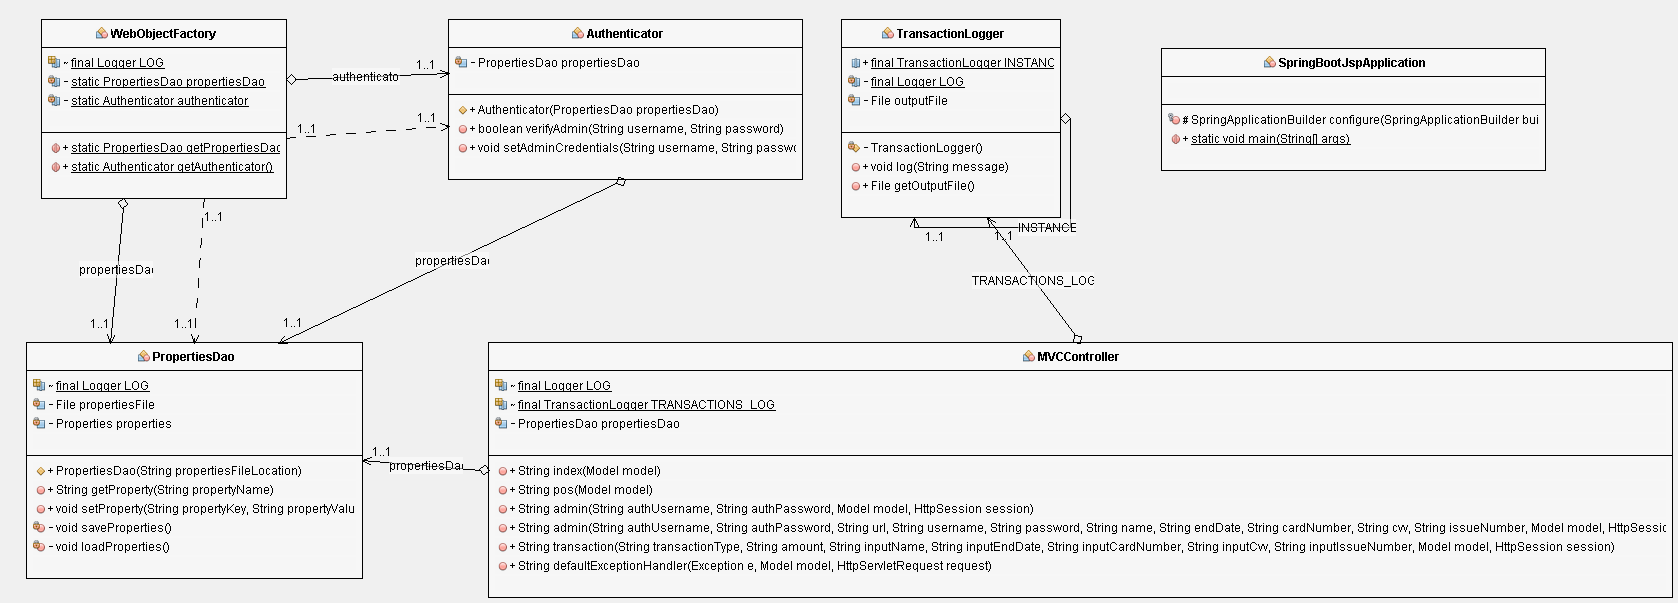 WebObjectFactory
~ final Logger LOG
- static PropertiesDao propertiesDao
- static Authenticator authenticator
+ static PropertiesDao getPropertiesDao
+ static Authenticator getAuthenticator()
authenticato
1..1
1..1
1..1
Authenticator
- PropertiesDao propertiesDao
+ Authenticator(PropertiesDao propertiesDao)
+ boolean verifyAdmin(String username, String password)
+ void setAdminCredentials(String username, String passw
TransactionLogger
+ final TransactionLogger INSTANC
- final Logger LOG
- File outputFile
- TransactionLogger()
+ void log(String message)
+ File getOutputFile()
SpringBootJspApplication
# SpringApplicationBuilder configure(SpringApplicationBuilder bui
+ static void main(String[] args)
1..1
INSTANCE
1..1
1..1
propertiesDa
propertiesDa
TRANSACTIONS_LOG
1..1
1..1
1..1
PropertiesDao
~ final Logger LOG
- File propertiesFile
- Properties properties
+ PropertiesDao(String propertiesFileLocation)
+ String getProperty(String propertyName)
+ void setProperty(String propertyKey, String propertyValu
- void saveProperties()
- void loadProperties()
1..1
propertiesDa
MVCController
~ final Logger LOG
~ final TransactionLogger TRANSACTIONS_LOG
- PropertiesDao propertiesDao
+ String index(Model model)
+ String pos(Model model)
+ String admin(String authUsername, String authPassword, Model model, HttpSession session)
+ String admin(String authUsername, String authPassword, String url, String username, String password, String name, String endDate, String cardNumber, String cvv, String issueNumber, Model model, HttpSessic
+ String transaction(String transactionType, String amount, String inputName, String inputEndDate, String inputCardNumber, String inputCvv, String inputIssueNumber, Model model, HttpSession session)
+ String defaultExceptionHandler(Exception e, Model model, HttpServletRequest request)